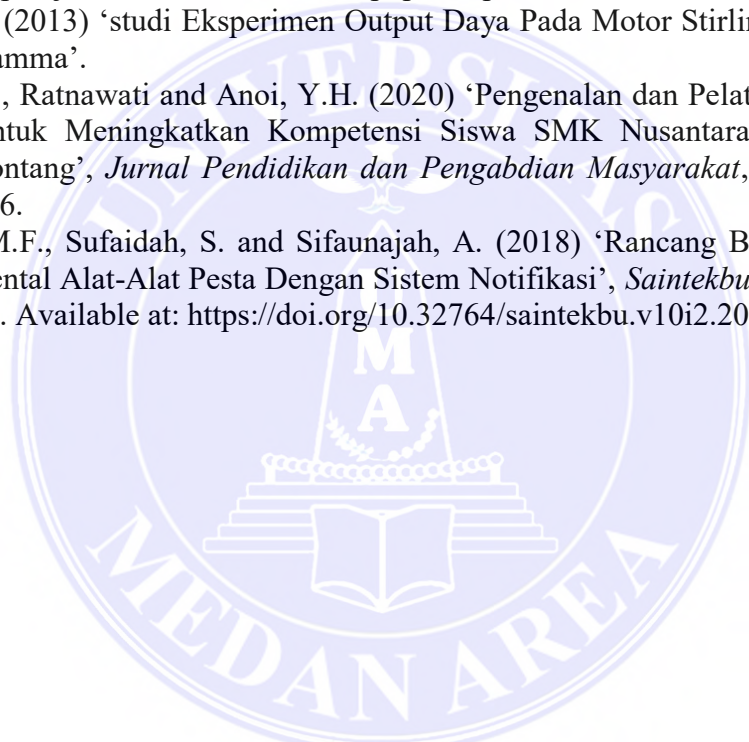 (2013) ‘studi Eksperimen Output Daya Pada Motor Stirlin
amma’.
., Ratnawati and Anoi, Y.H. (2020) ‘Pengenalan dan Pelat
ntuk Meningkatkan Kompetensi Siswa SMK Nusantara
ontang’, Jurnal Pendidikan dan Pengabdian Masyarakat,
6.
M.F., Sufaidah, S. and Sifaunajah, A. (2018) ‘Rancang B
ental Alat-Alat Pesta Dengan Sistem Notifikasi’, Saintekbu
. Available at: https://doi.org/10.32764/saintekbu.v10i2.20
UNIVERSITAS
M
A
MEDAN AREA